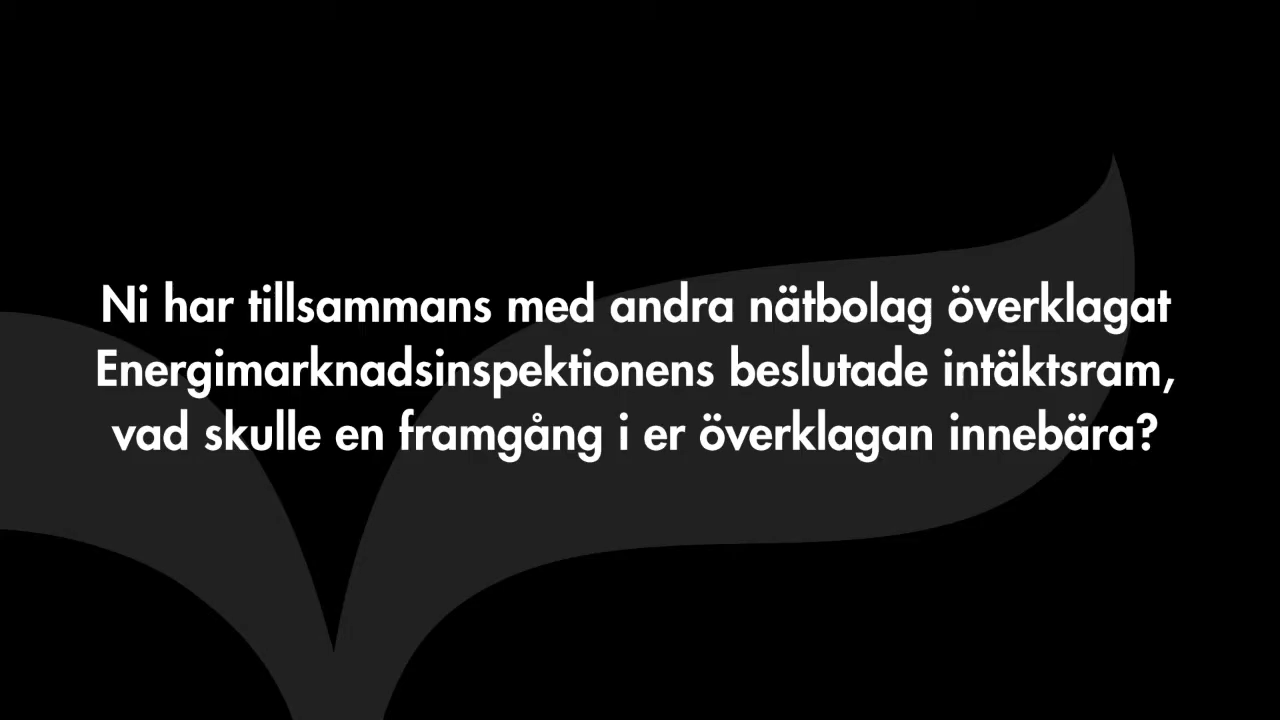 Ni har tillsammans med andra nätbolag överklagat
Energimarknadsinspektionens beslutade intäktsram,
vad skulle en framgång i er överklagan innebära?